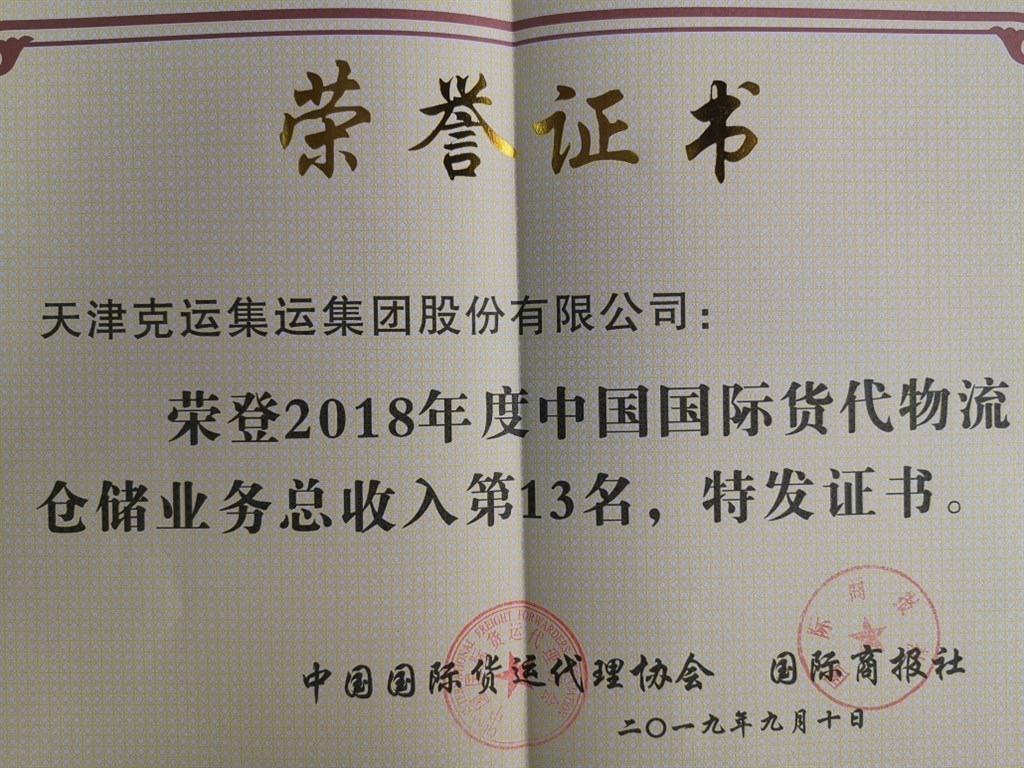 荣誉证书
天津克运集运集团股份有限公司:
荣登2018年度中国国际货代物流
仓储业务总收入第13名，特发证书。
中国国际货运代理协会 国际商报社
二〇一九年九月十日